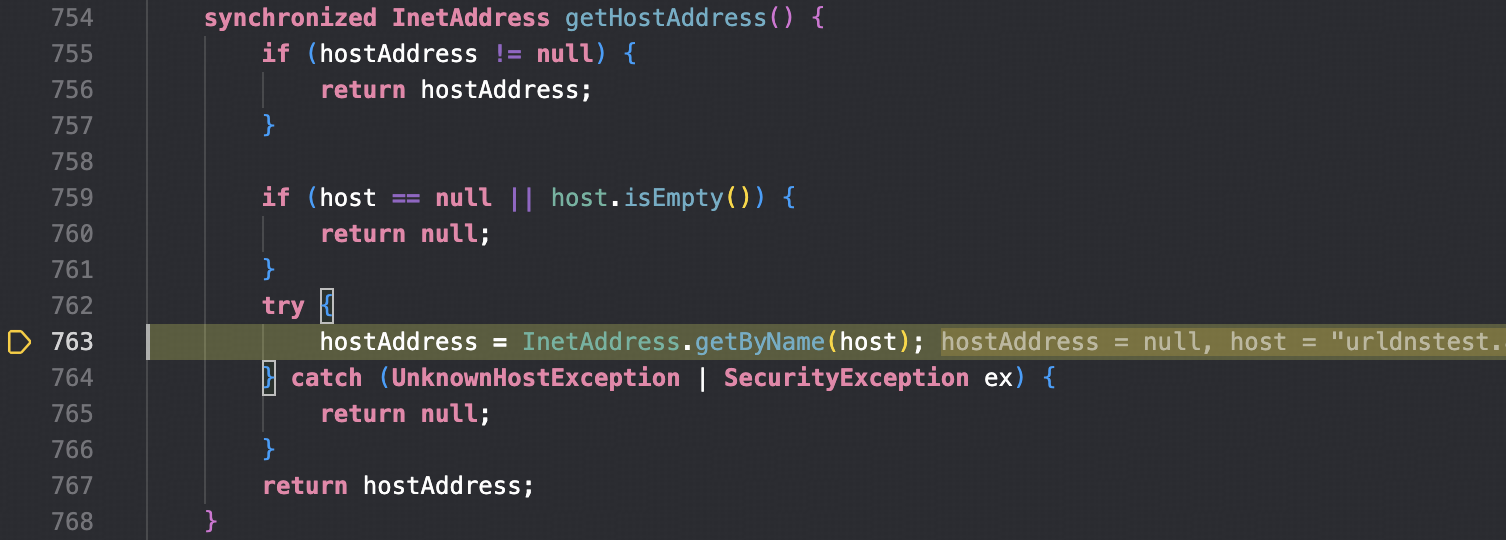 754 synchronized InetAddress getHostAddress() {
755 if (hostAddress != null) {
756 return hostAddress;
757 }
758
759 if (host == null || host.isEmpty()) {
760 return null;
761 }
762 try {
763 hostAddress = InetAddress.getByName(host); hostAddress = null, host = "urldnstest.
764 } catch (UnknownHostException | SecurityException ex) {
765 return null;
766 }
767 return hostAddress;
768 }